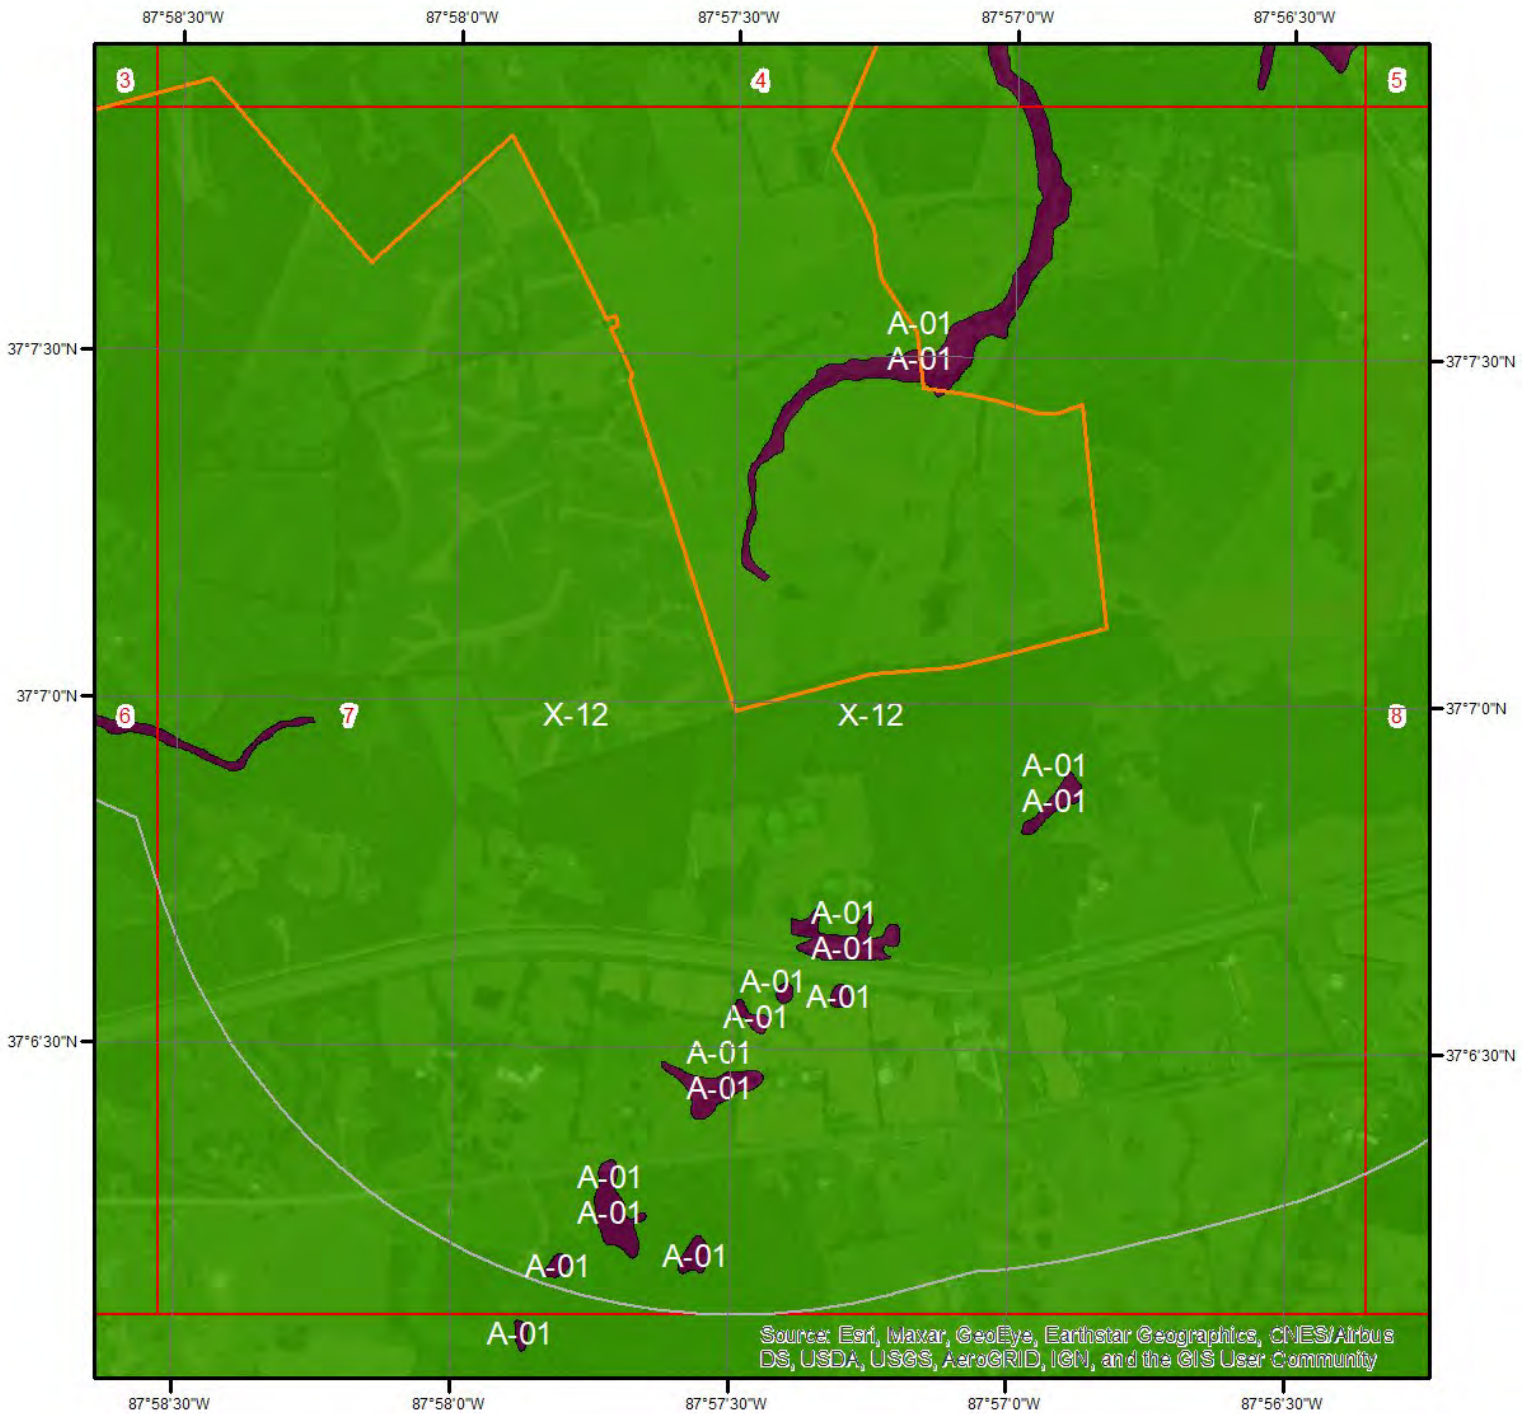 87°58'30"W 87°58'0"W 87°57'30"W 87°57'0"W 87°56'30"W
3 4 5
A-01
37°7'30"N A-01 37°7'30"N
37°7'0"N 37°7'0"N
6 7 X-12 X-12 8
A-01
A-01
A-01
A-01
A-01 A-01
A-01
37°6'30"N A-01 37°6'30"N
A-01
A-01
A-01
A-01 A-01
A-01
Source: Esri, Maxar, GeoEye, Earthstar Geographics, CNES/Airbus
DS, USDA, USGS, AeroGRID, IGN, and the GIS User Community
87°58'30"W 87°58'0"W 87°57'30"W 87°57'0"W 87°56'30"W